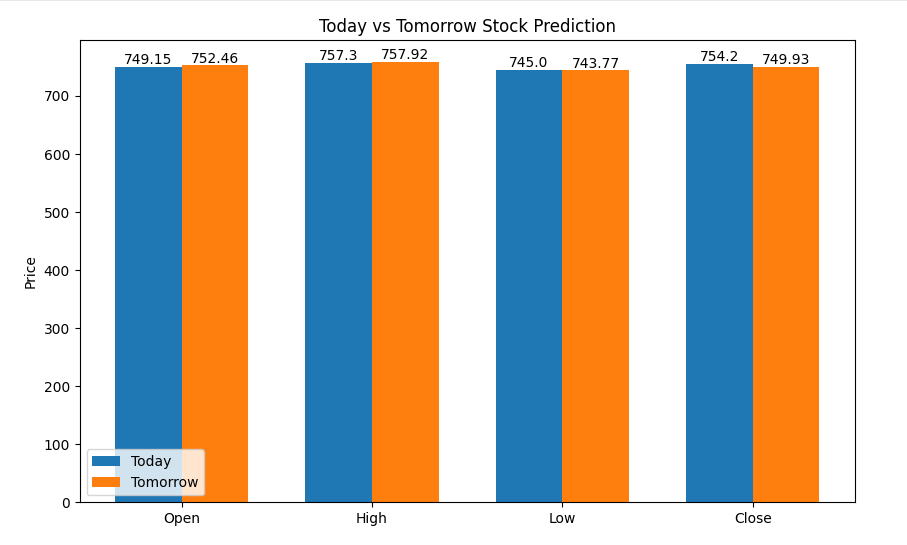 Today vs Tomorrow Stock Prediction
749.15 752.46 757.3 757.92 745.0 743.77 754.2 749.93
Price
700
600
500
400
300
200
100
0
Today
Tomorrow
Open High Low Close